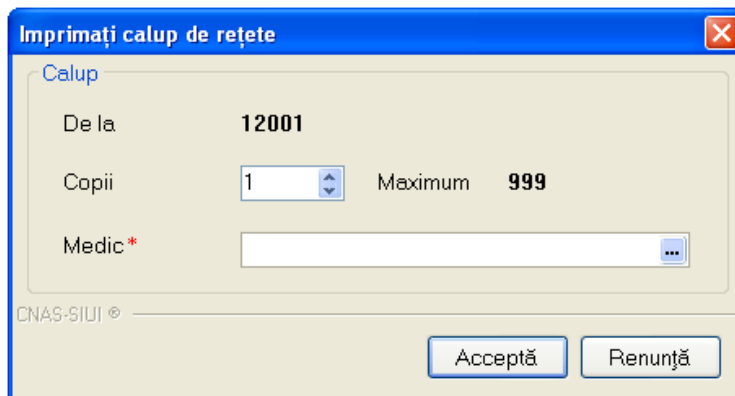 Imprimați calup de rețete
Calup
De la 12001
Copii 1 Maximum 999
Medic* ...
CNAS-SIUI ®
Acceptă Renunță